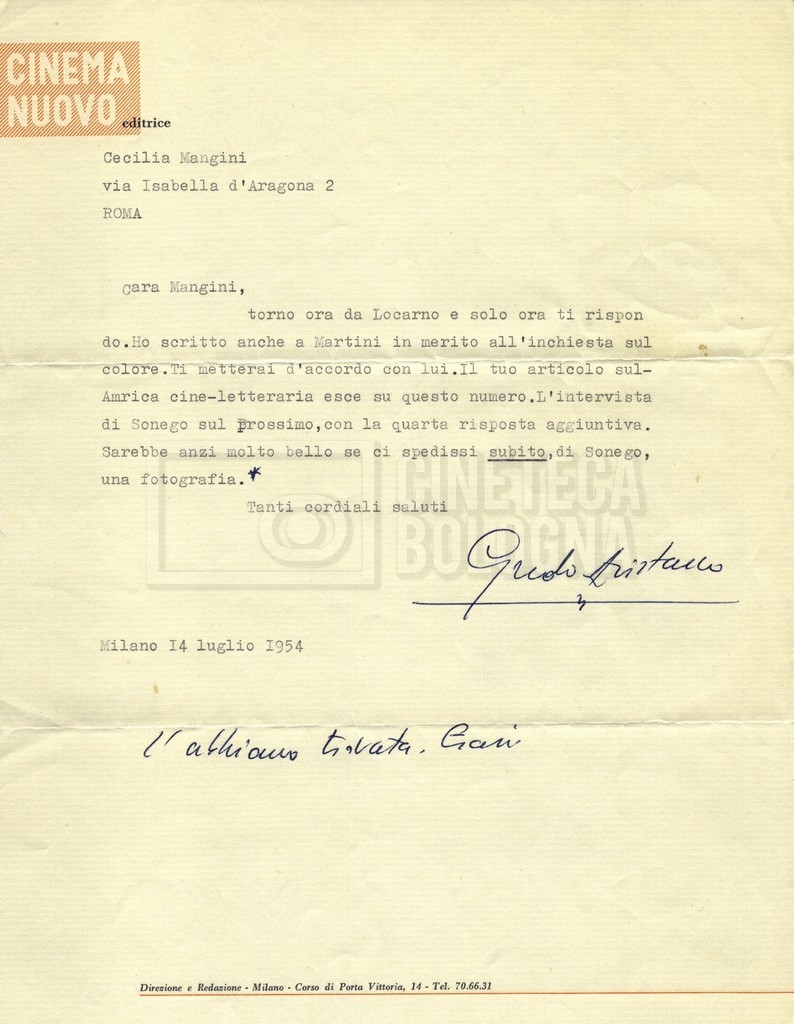 CINEMA
NUOVO
editrice
Cecilia Mangini
via Isabella d'Aragona 2
ROMA
cara Mangini,
torno ora da Locarno e solo ora ti rispon
do.Ho scritto anche a Martini in merito all'inchiesta sul
colore.Ti metterai d'accordo con lui.Il tuo articolo sul-
Amrica cine-letteraria esce su questo numero.L'intervista
di Sonego sul prossimo,con la quarta risposta aggiuntiva.
Sarebbe anzi molto bello se ci spedissi subito,di Sonego,
una fotografia.*
Tanti cordiali saluti
CINETECA
BOLOGNA
Guido Aristarco
Milano I4 luglio I954
l'abbiamo trovata.
Direzione e Redazione - Milano - Corso di Porta Vittoria, 14 - Tel. 70.66.31